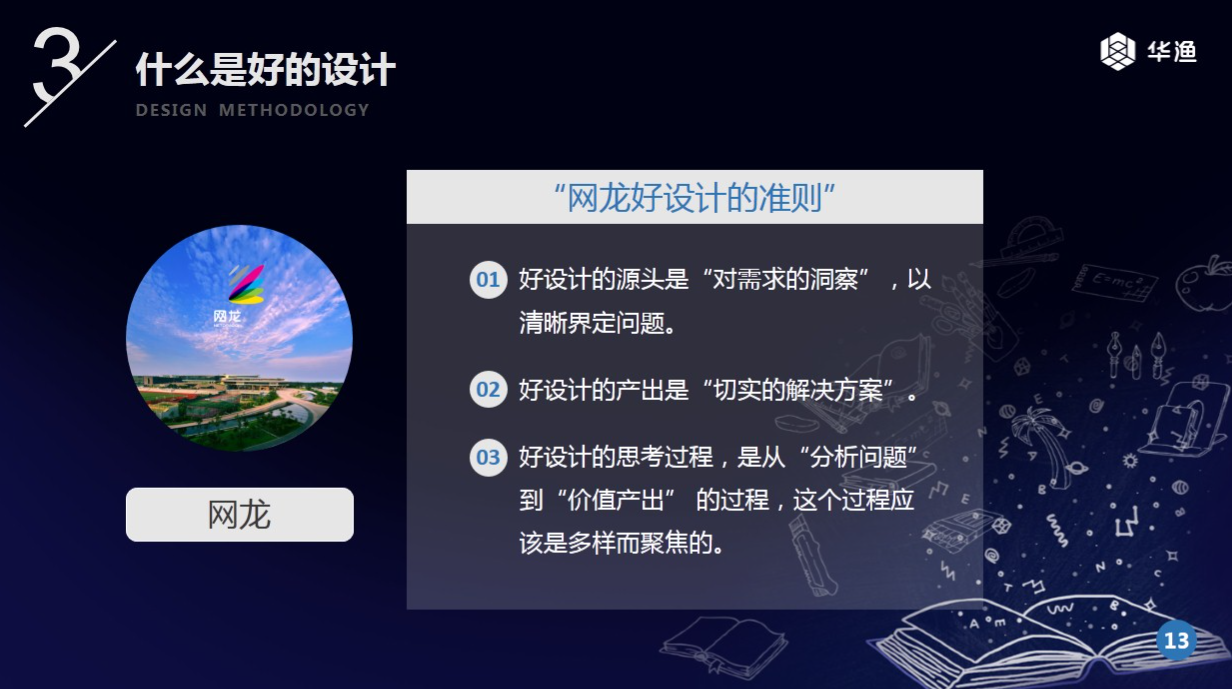 3
什么是好的设计
DESIGN METHODOLOGY
华渔
“网龙好设计的准则”
01 好设计的源头是“对需求的洞察”，以
清晰界定问题。
02 好设计的产出是“切实的解决方案”。
03 好设计的思考过程，是从“分析问题”
到“价值产出” 的过程，这个过程应
该是多样而聚焦的。
网龙
网龙
E=mc²
13